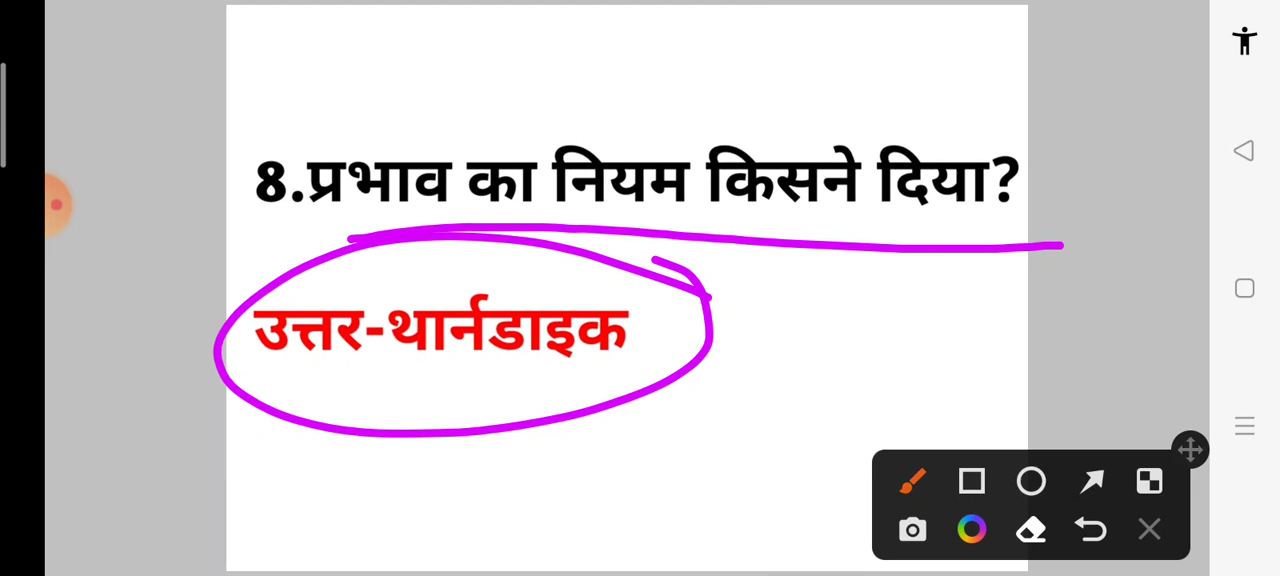 8.प्रभाव का नियम किसने दिया?
उत्तर-थार्नडाइक